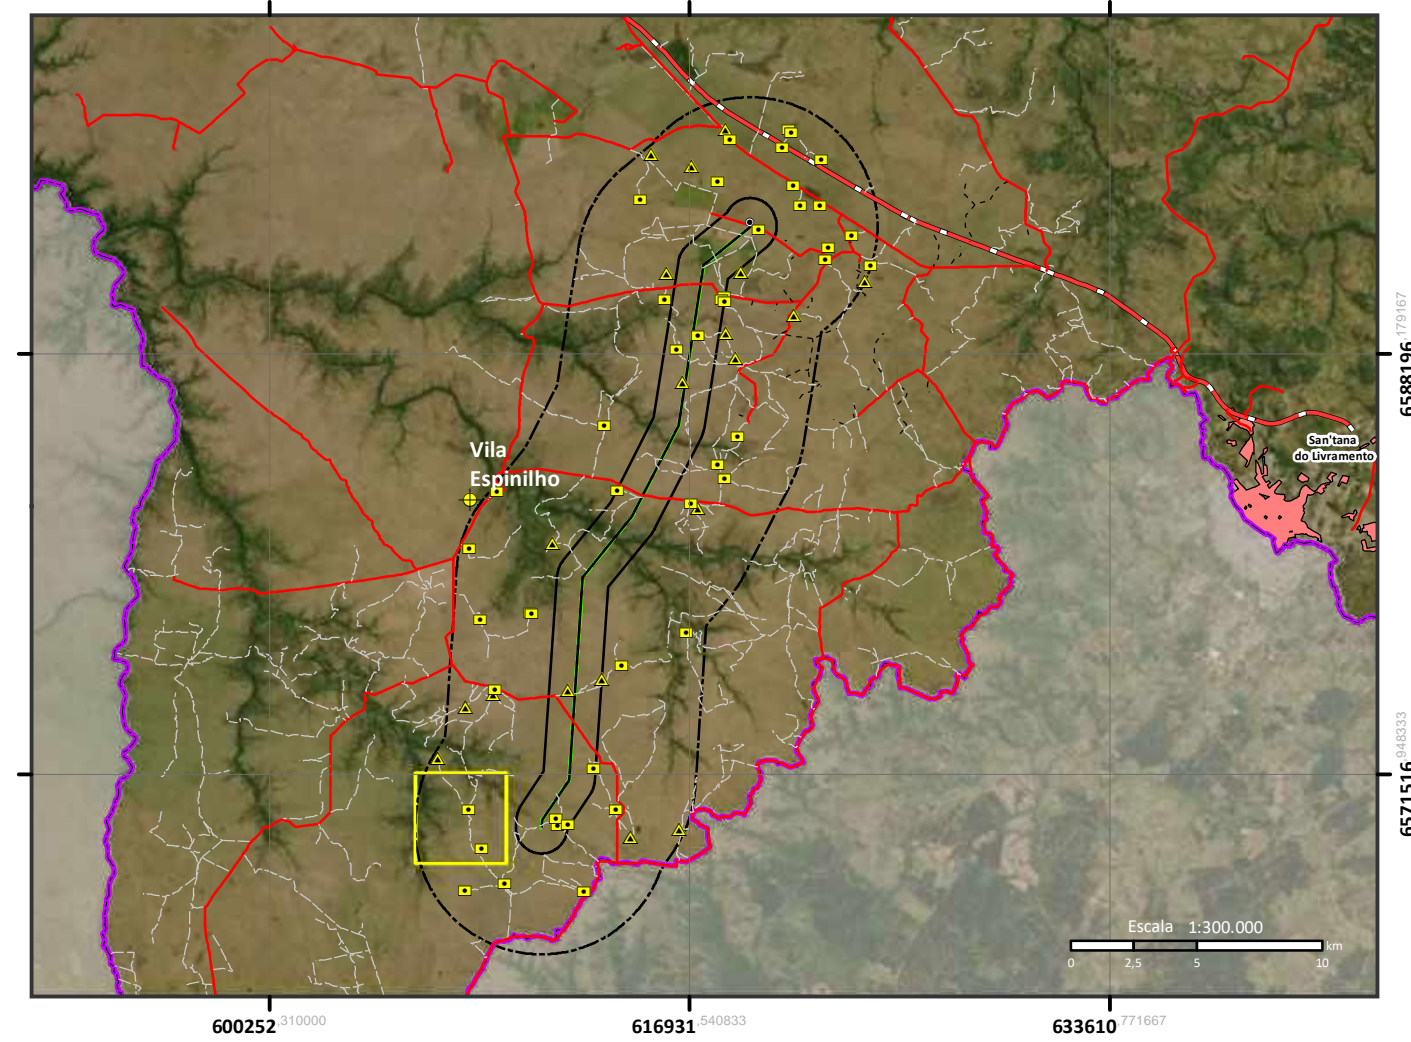 San'tana
do Livramento
Vila
Espinilho
6588196,179167
6571516,948333
Escala 1:300.000
km
0 2,5 5 10
600252,310000 616931,540833 633610,771667